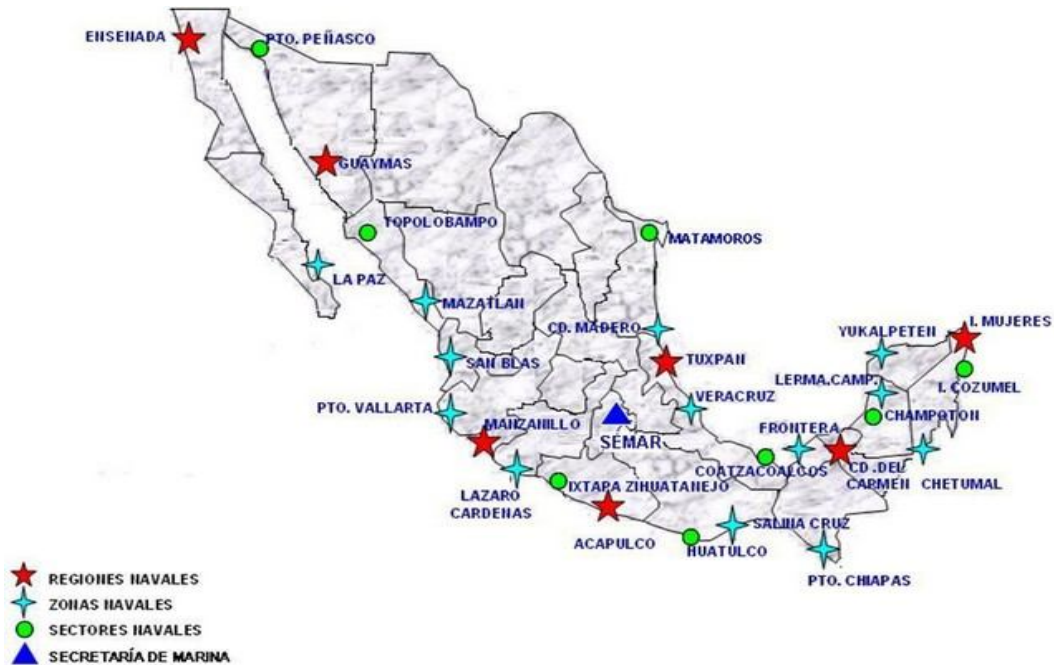 ENSENADA
PTO. PEÑASCO
GUAYMAS
TOPOLOBAMPO
MATAMOROS
LA PAZ
MAZATLAN
CD. MADERO
I. MUJERES
YUKALPETEN
SAN BLAS
TUXPAN
LERMA.CAMP.
I. COZUMEL
PTO. VALLARTA
VERACRUZ
MANZANILLO
CHAMPOTON
FRONTERA
SEMAR
COATZACOALCOS
CD .DEL
CARMEN
CHETUMAL
IXTAPA ZIHUATANEJO
LAZARO
CARDENAS
SALINA CRUZ
ACAPULCO
HUATULCO
PTO. CHIAPAS
REGIONES NAVALES
ZONAS NAVALES
SECTORES NAVALES
SECRETARÍA DE MARINA